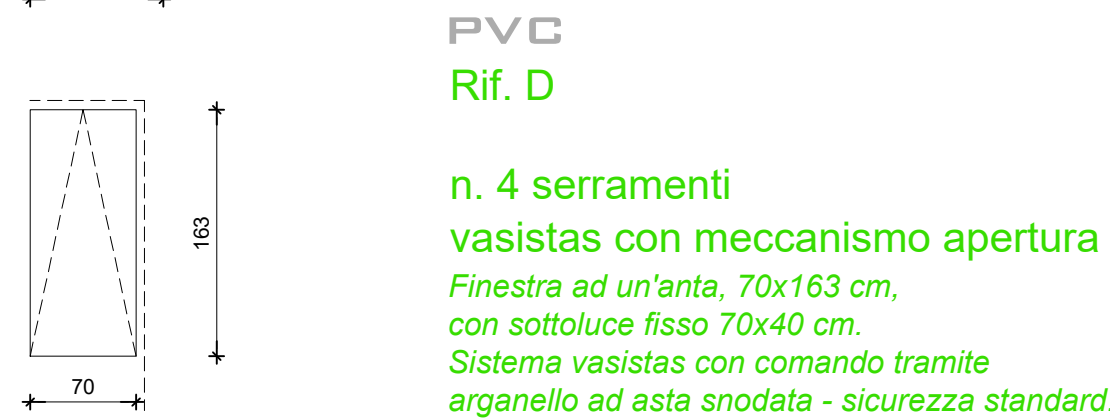 PVC
Rif. D
n. 4 serramenti
vasistas con meccanismo apertura
Finestra ad un'anta, 70x163 cm,
con sottoluce fisso 70x40 cm.
Sistema vasistas con comando tramite
arganello ad asta snodata - sicurezza standard.
163
70